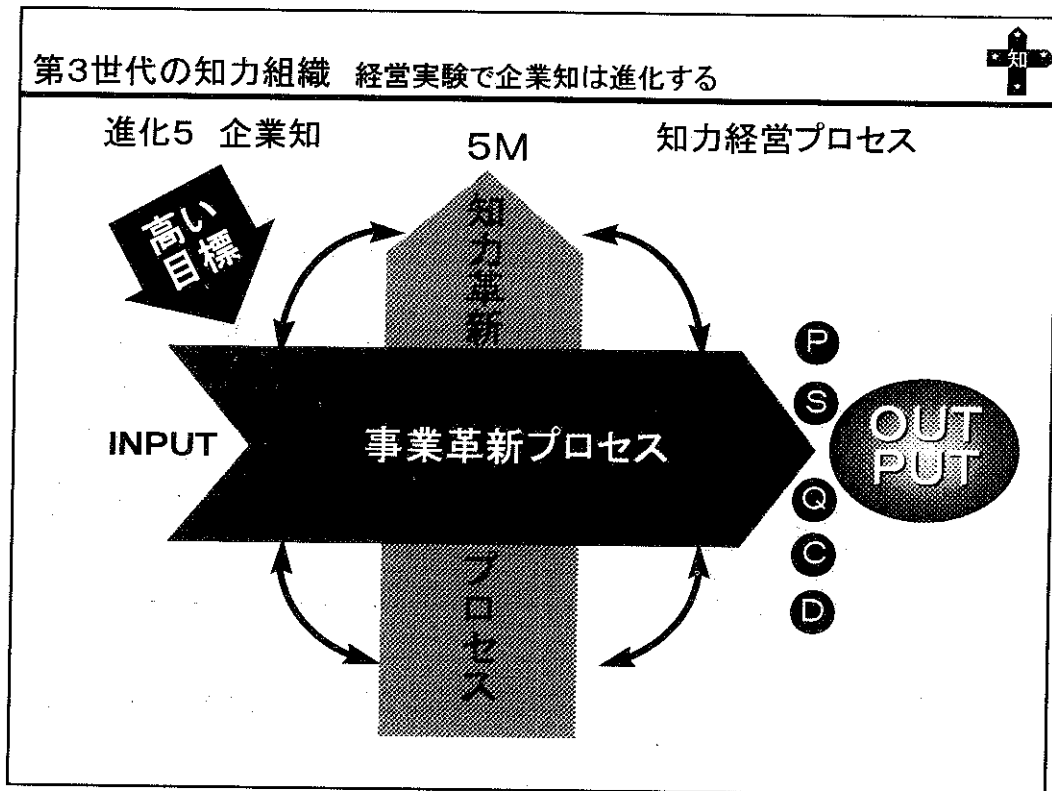 第3世代の知力組織 経営実験で企業知は進化する
知
進化5 企業知
5M
知力経営プロセス
高い
目標
知力革新
プロセス
INPUT
事業革新プロセス
P
S
Q
C
D
OUT
PUT